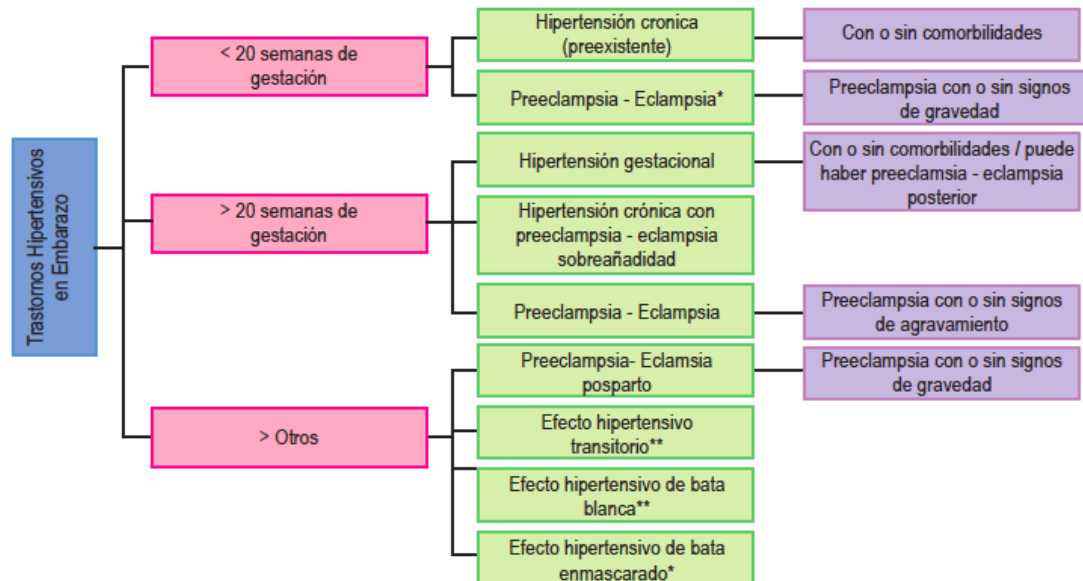 Trastornos Hipertensivos
en Embarazo
< 20 semanas de
gestación
Hipertensión cronica
(preexistente)
Con o sin comorbilidades
Preeclampsia - Eclampsia*
Preeclampsia con o sin signos
de gravedad
> 20 semanas de
gestación
Hipertensión gestacional
Con o sin comorbilidades / puede
haber preeclamsia - eclampsia
posterior
Hipertensión crónica con
preeclampsia - eclampsia
sobreañadidad
Preeclampsia - Eclampsia
Preeclampsia con o sin signos
de agravamiento
> Otros
Preeclampsia- Eclamsia
posparto
Preeclampsia con o sin signos
de gravedad
Efecto hipertensivo
transitorio**
Efecto hipertensivo de bata
blanca**
Efecto hipertensivo de bata
enmascarado*